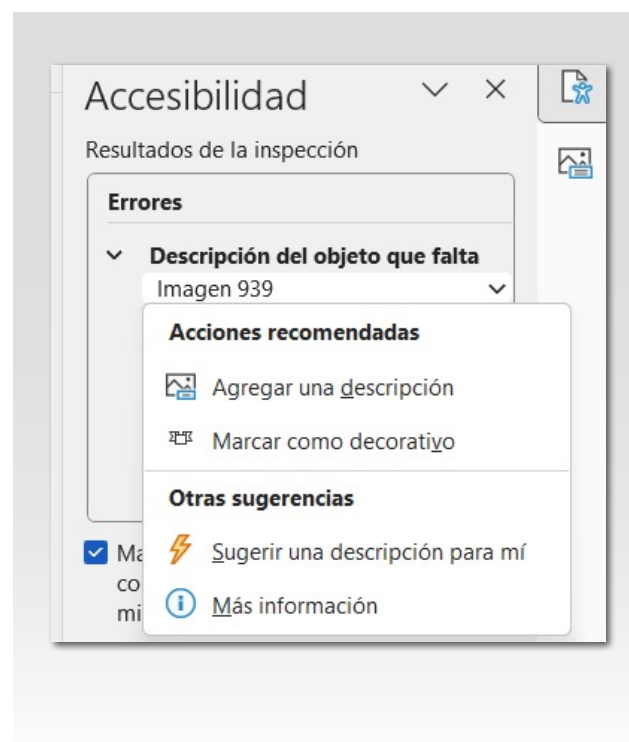 Accesibilidad
Resultados de la inspección
Errores
Descripción del objeto que falta
Imagen 939
Acciones recomendadas
Agregar una descripción
Marcar como decorativo
Otras sugerencias
Sugerir una descripción para mí
Más información